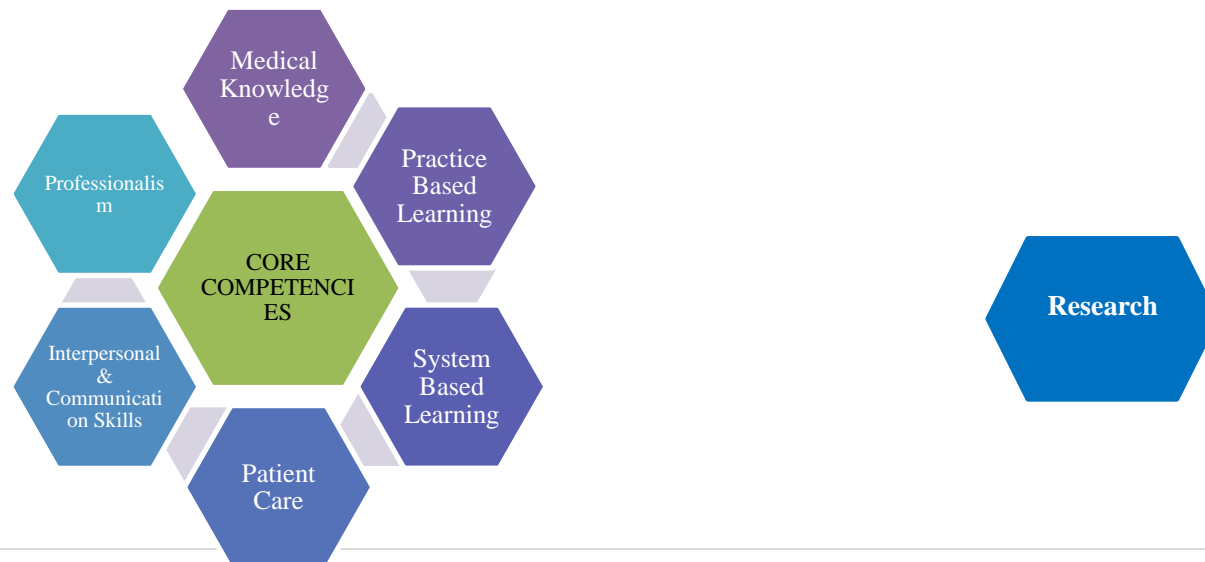 Medical
Knowledg
e
Practice
Based
Learning
System
Based
Learning
Patient
Care
Interpersonal
&
Communicati
on Skills
Professionalis
m
CORE
COMPETENCI
ES
Research